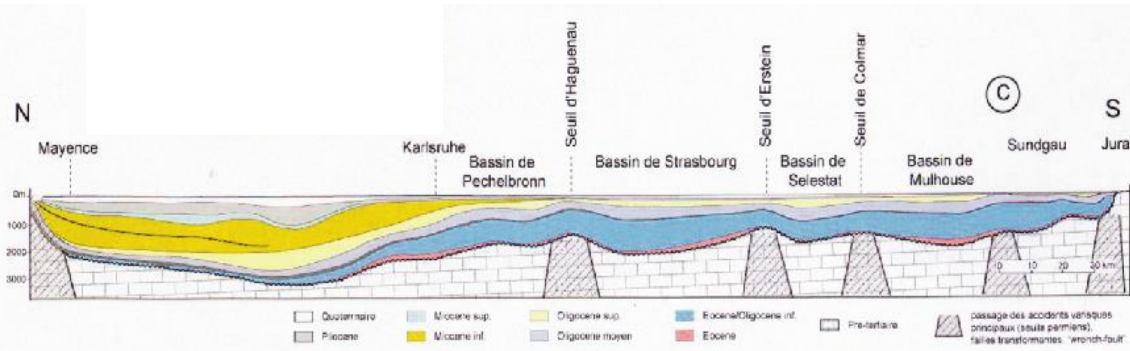 N
Mayence
Karlsruhe
Bassin de
Pechelbronn
Seuil d'Haguenau
Bassin de Strasbourg
Seuil d'Erstein
Bassin de
Selestat
Seuil de Colmar
Bassin de
Mulhouse
C
Sundgau
S
Jura
0m
1000
2000
3000
0 10 20 30 km
Quaternaire
Pliocène
Miocène sup.
Miocène inf.
Oligocène sup.
Oligocène moyen
Eocène/Oligocène inf.
Eocène
Pré-tertiaire
passage des accidents varisques
principaux (seuils permiens),
failles transformantes, "wrench-fault"